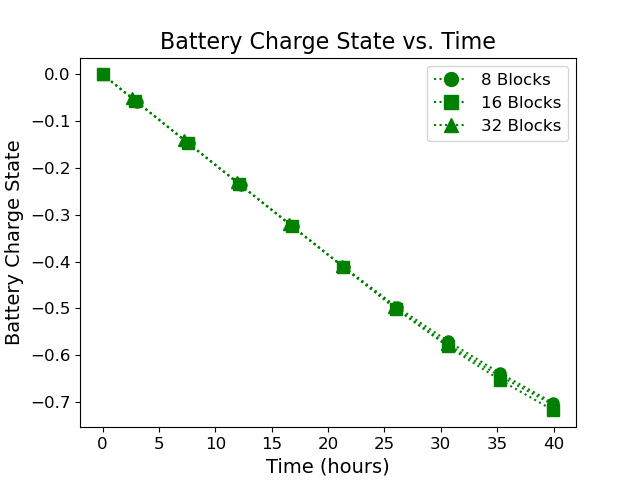 Battery Charge State vs. Time
8 Blocks
16 Blocks
32 Blocks
0.0
−0.1
−0.2
−0.3
−0.4
−0.5
−0.6
−0.7
Battery Charge State
0 5 10 15 20 25 30 35 40
Time (hours)